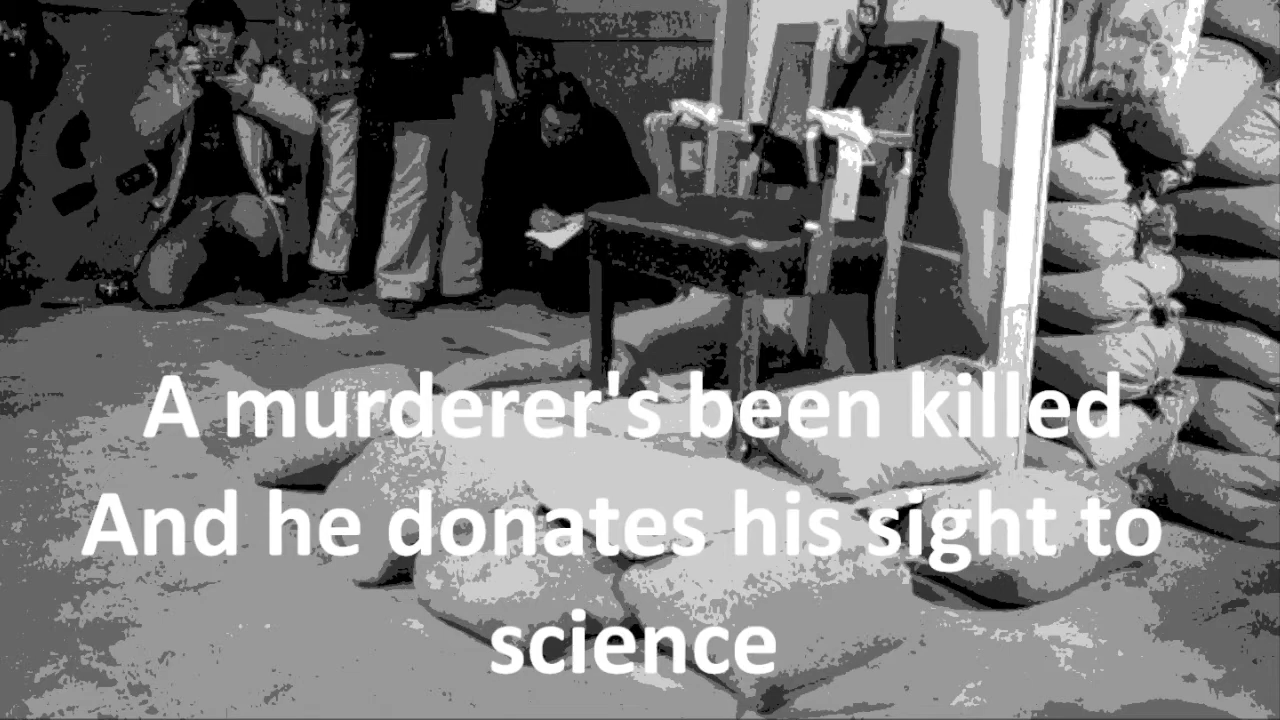 A murderer's been killed
And he donates his sight to
science